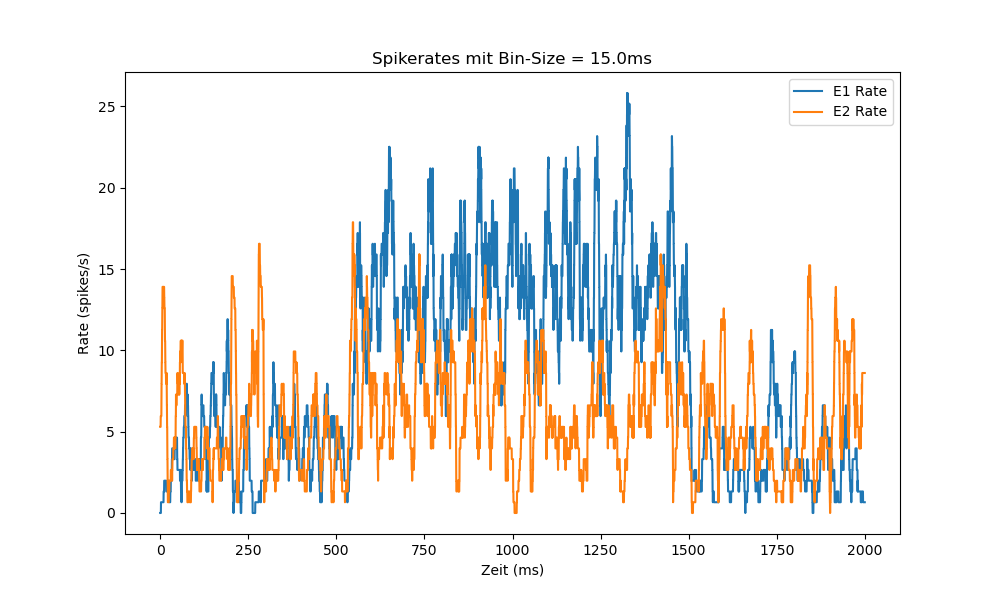 Spikerates mit Bin-Size = 15.0ms
E1 Rate
E2 Rate
Rate (spikes/s)
25
20
15
10
5
0
0 250 500 750 1000 1250 1500 1750 2000
Zeit (ms)